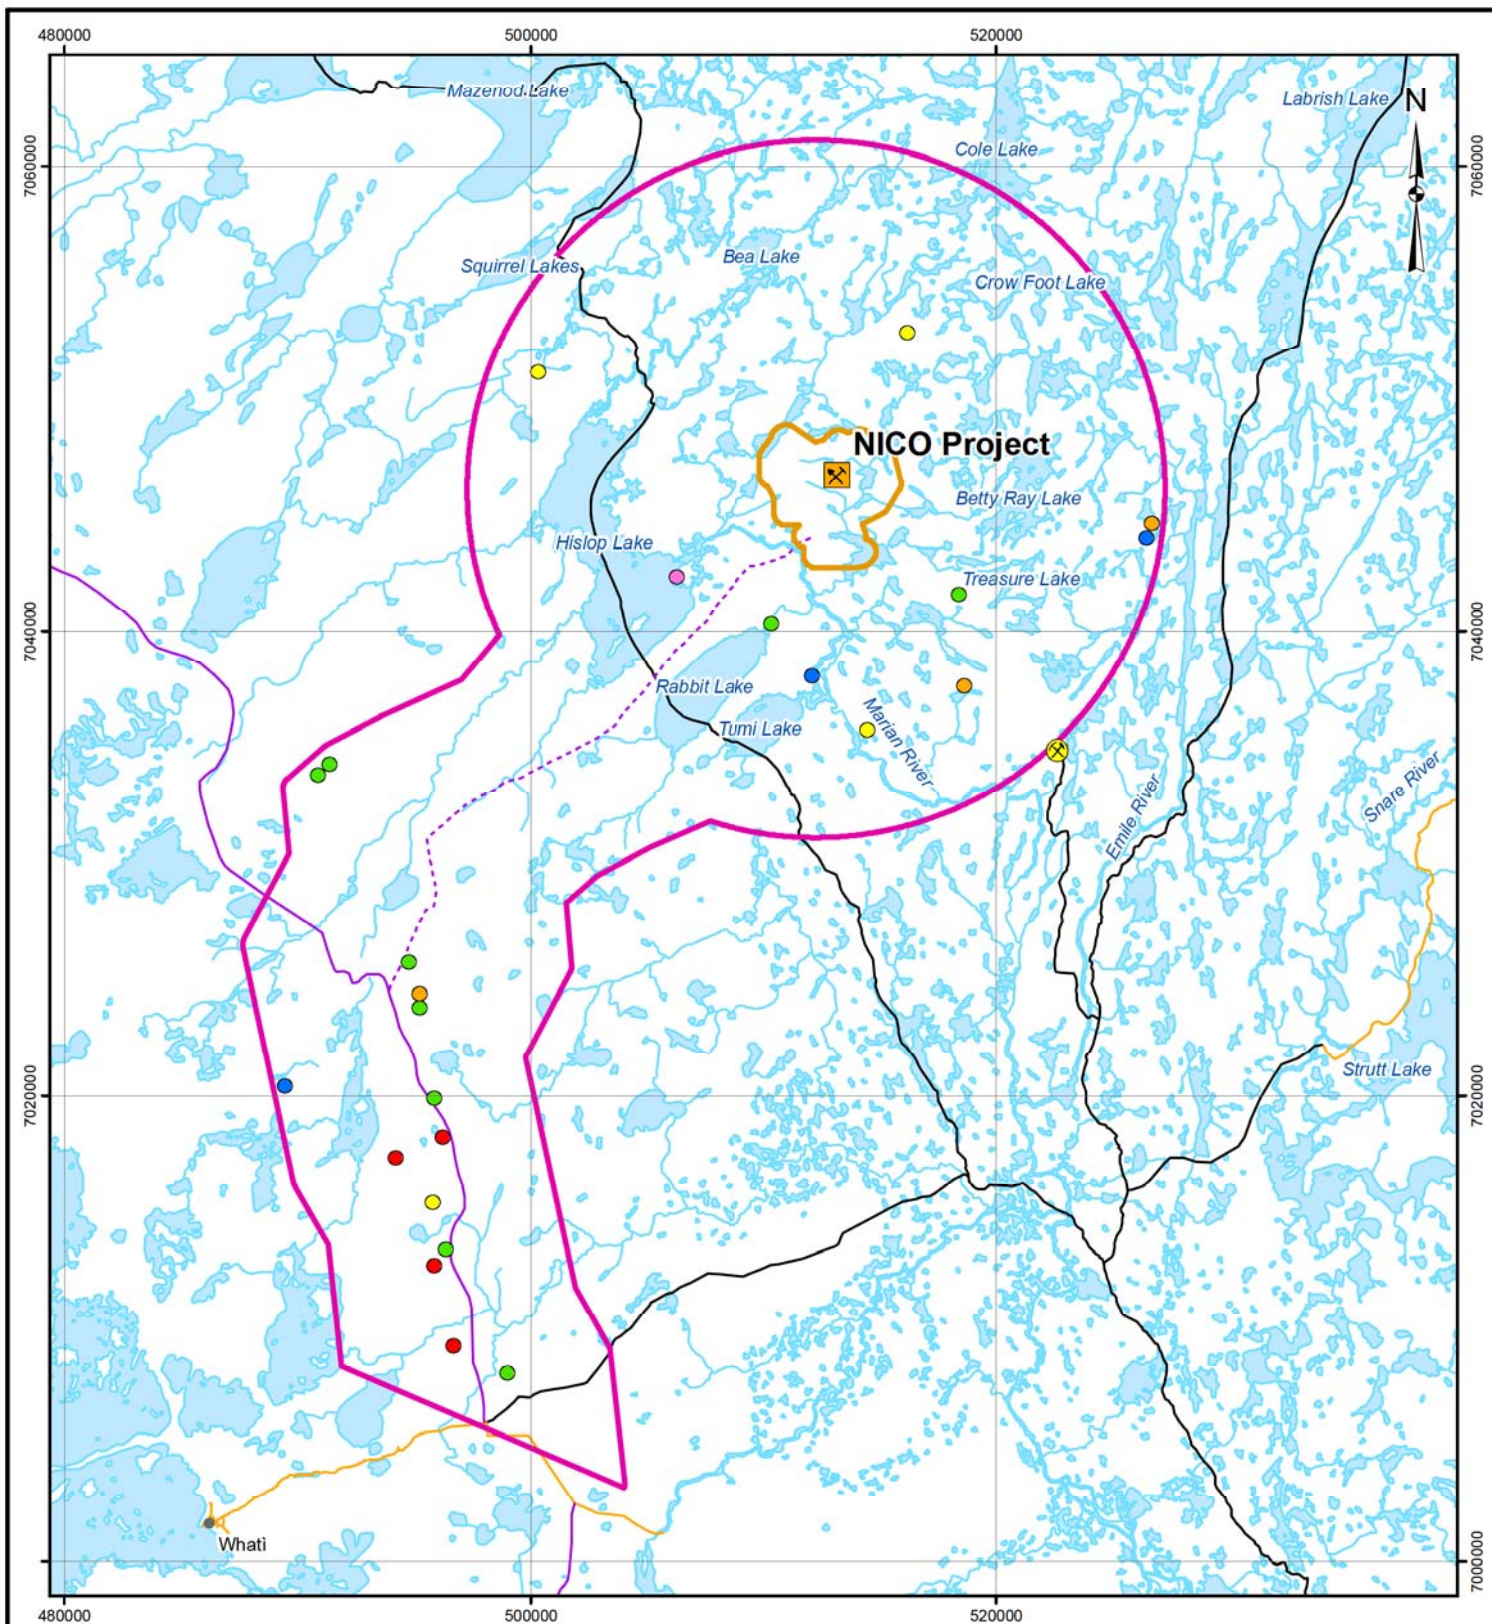 480000 500000 520000
Mazenod Lake
Labrish Lake
N
Cole Lake
7060000
7060000
Bea Lake
Squirrel Lakes
Crow Foot Lake
NICO Project
Betty Ray Lake
Hislop Lake
Treasure Lake
7040000
7040000
Rabbit Lake
Marian River
Tumi Lake
Emile River
Snare River
Strutt Lake
7020000
7020000
Whatì
7000000
480000 500000 520000